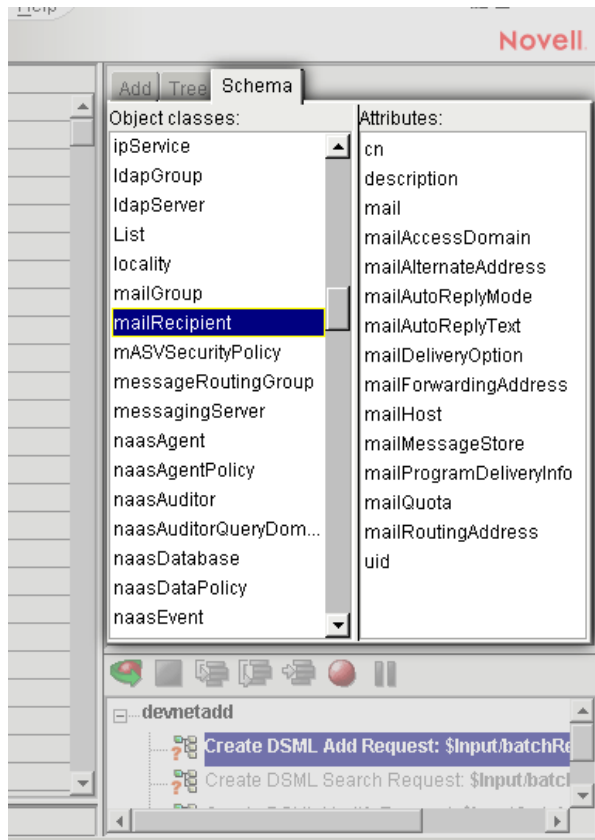 Help
Novell.
Add Tree Schema
Object classes:
ipService
ldapGroup
ldapServer
List
locality
mailGroup
mailRecipient
mASVSecurityPolicy
messageRoutingGroup
messagingServer
naasAgent
naasAgentPolicy
naasAuditor
naasAuditorQueryDom...
naasDatabase
naasDataPolicy
naasEvent
Attributes:
cn
description
mail
mailAccessDomain
mailAlternateAddress
mailAutoReplyMode
mailAutoReplyText
mailDeliveryOption
mailForwardingAddress
mailHost
mailMessageStore
mailProgramDeliveryInfo
mailQuota
mailRoutingAddress
uid
devnetadd
Create DSML Add Request: $Input/batchRe
Create DSML Search Request: $Input/batch